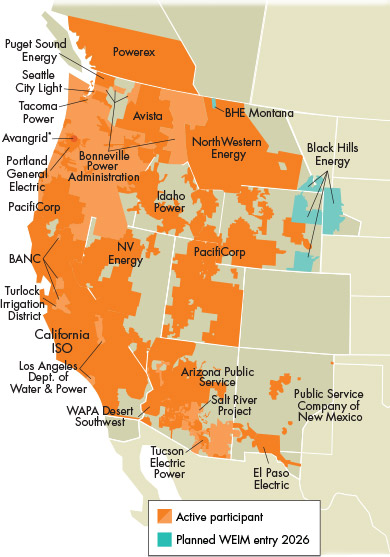 Powerex
Puget Sound
Energy
Seattle
City Light
Tacoma
Power
Avangrid*
Portland
General
Electric
PacifiCorp
BANC
Turlock
Irrigation
District
California
ISO
Los Angeles
Dept. of
Water & Power
WAPA Desert
Southwest
Avista
Bonneville
Power
Administration
BHE Montana
NorthWestern
Energy
Black Hills
Energy
Idaho
Power
NV
Energy
PacifiCorp
Arizona Public
Service
Salt River
Project
Public Service
Company of
New Mexico
Tucson
Electric
Power
El Paso
Electric
Active participant
Planned WEIM entry 2026